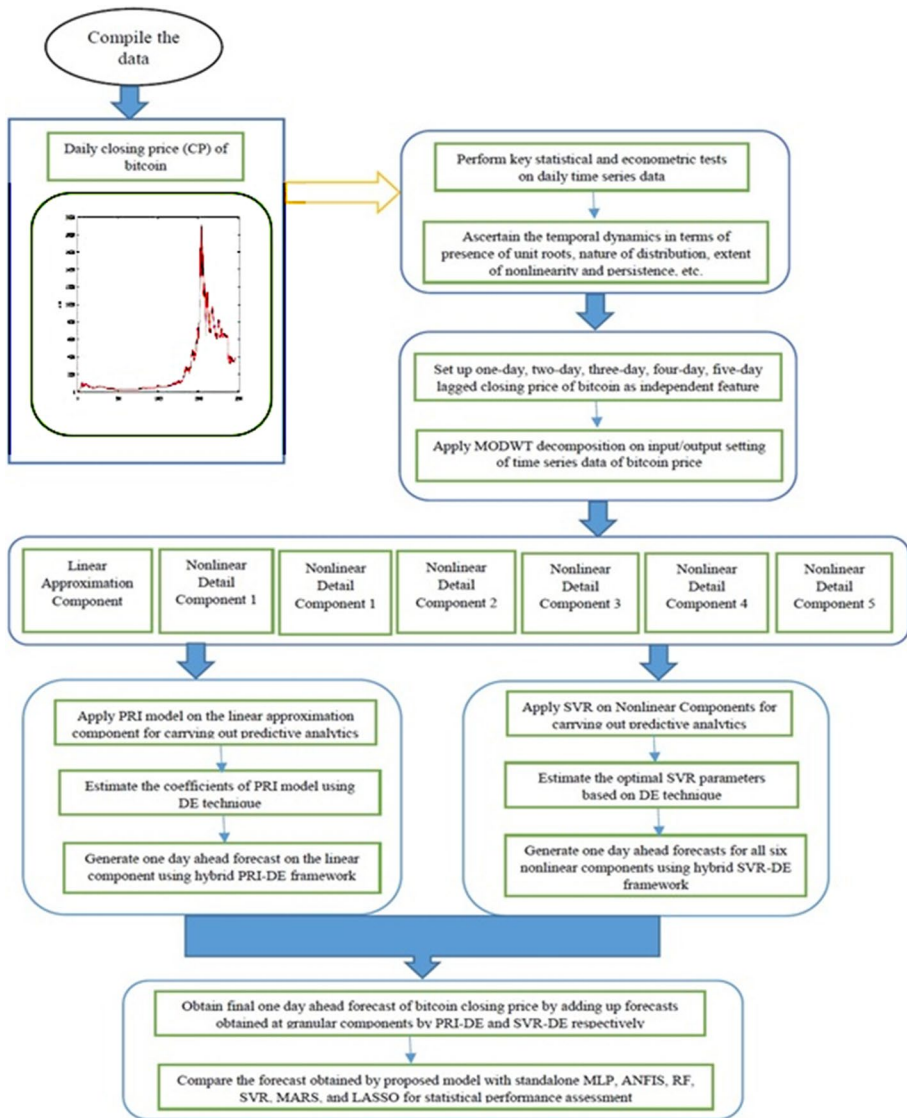 Compile the
data
Daily closing price (CP) of
bitcoin
Perform key statistical and econometric tests
on daily time series data
Ascertain the temporal dynamics in terms of
presence of unit roots, nature of distribution, extent
of nonlinearity and persistence, etc.
Set up one-day, two-day, three-day, four-day, five-day
lagged closing price of bitcoin as independent feature
Apply MODWT decomposition on input/output setting
of time series data of bitcoin price
Linear
Approximation
Component
Nonlinear
Detail
Component 1
Nonlinear
Detail
Component 1
Nonlinear
Detail
Component 2
Nonlinear
Detail
Component 3
Nonlinear
Detail
Component 4
Nonlinear
Detail
Component 5
Apply PRI model on the linear approximation
component for carrying out predictive analytics
Estimate the coefficients of PRI model using
DE technique
Generate one day ahead forecast on the linear
component using hybrid PRI-DE framework
Apply SVR on Nonlinear Components for
carrying out predictive analytics
Estimate the optimal SVR parameters
based on DE technique
Generate one day ahead forecasts for all six
nonlinear components using hybrid SVR-DE
framework
Obtain final one day ahead forecast of bitcoin closing price by adding up forecasts
obtained at granular components by PRI-DE and SVR-DE respectively
Compare the forecast obtained by proposed model with standalone MLP, ANFIS, RF,
SVR, MARS, and LASSO for statistical performance assessment